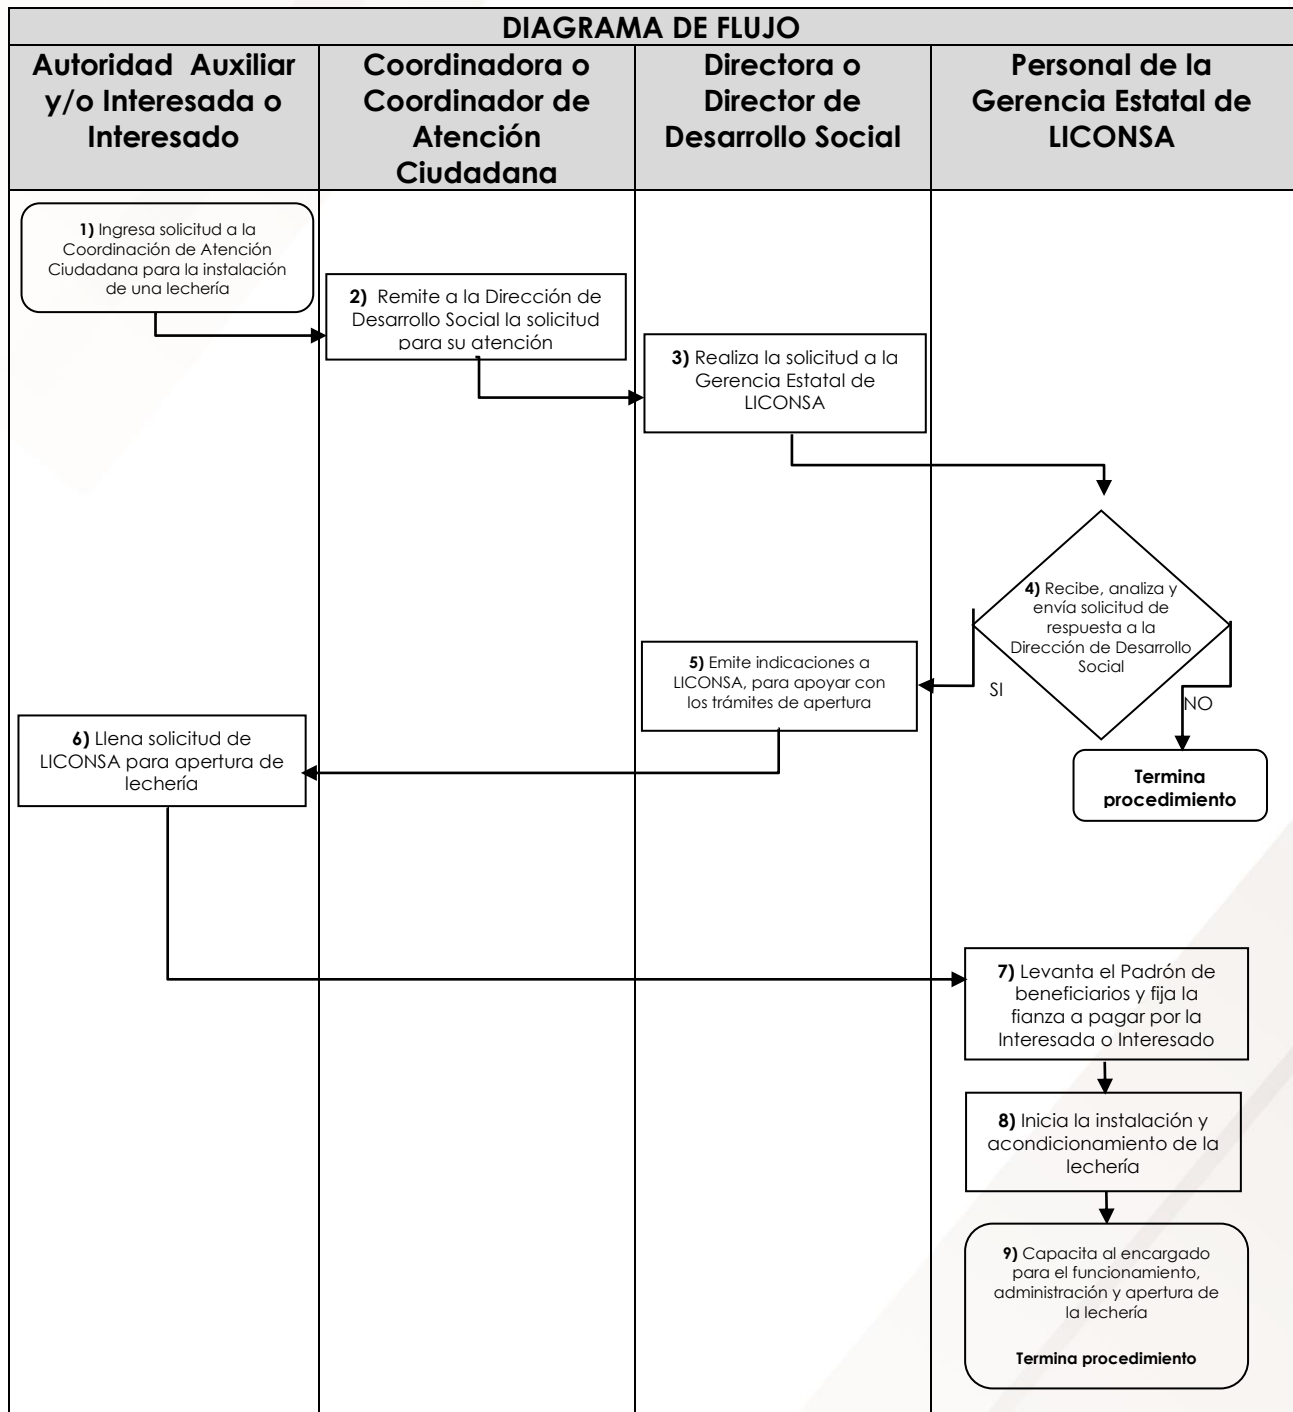 DIAGRAMA DE FLUJO
Autoridad Auxiliar
y/o Interesada o
Interesado
Coordinadora o
Coordinador de
Atención
Ciudadana
Directora o
Director de
Desarrollo Social
Personal de la
Gerencia Estatal de
LICONSA
1) Ingresa solicitud a la
Coordinación de Atención
Ciudadana para la instalación
de una lechería
2) Remite a la Dirección de
Desarrollo Social la solicitud
para su atención
3) Realiza la solicitud a la
Gerencia Estatal de
LICONSA
4) Recibe, analiza y
envía solicitud de
respuesta a la
Dirección de Desarrollo
Social
SI
NO
Termina
procedimiento
5) Emite indicaciones a
LICONSA, para apoyar con
los trámites de apertura
6) Llena solicitud de
LICONSA para apertura de
lechería
7) Levanta el Padrón de
beneficiarios y fija la
fianza a pagar por la
Interesada o Interesado
8) Inicia la instalación y
acondicionamiento de la
lechería
9) Capacita al encargado
para el funcionamiento,
administración y apertura de
la lechería
Termina procedimiento